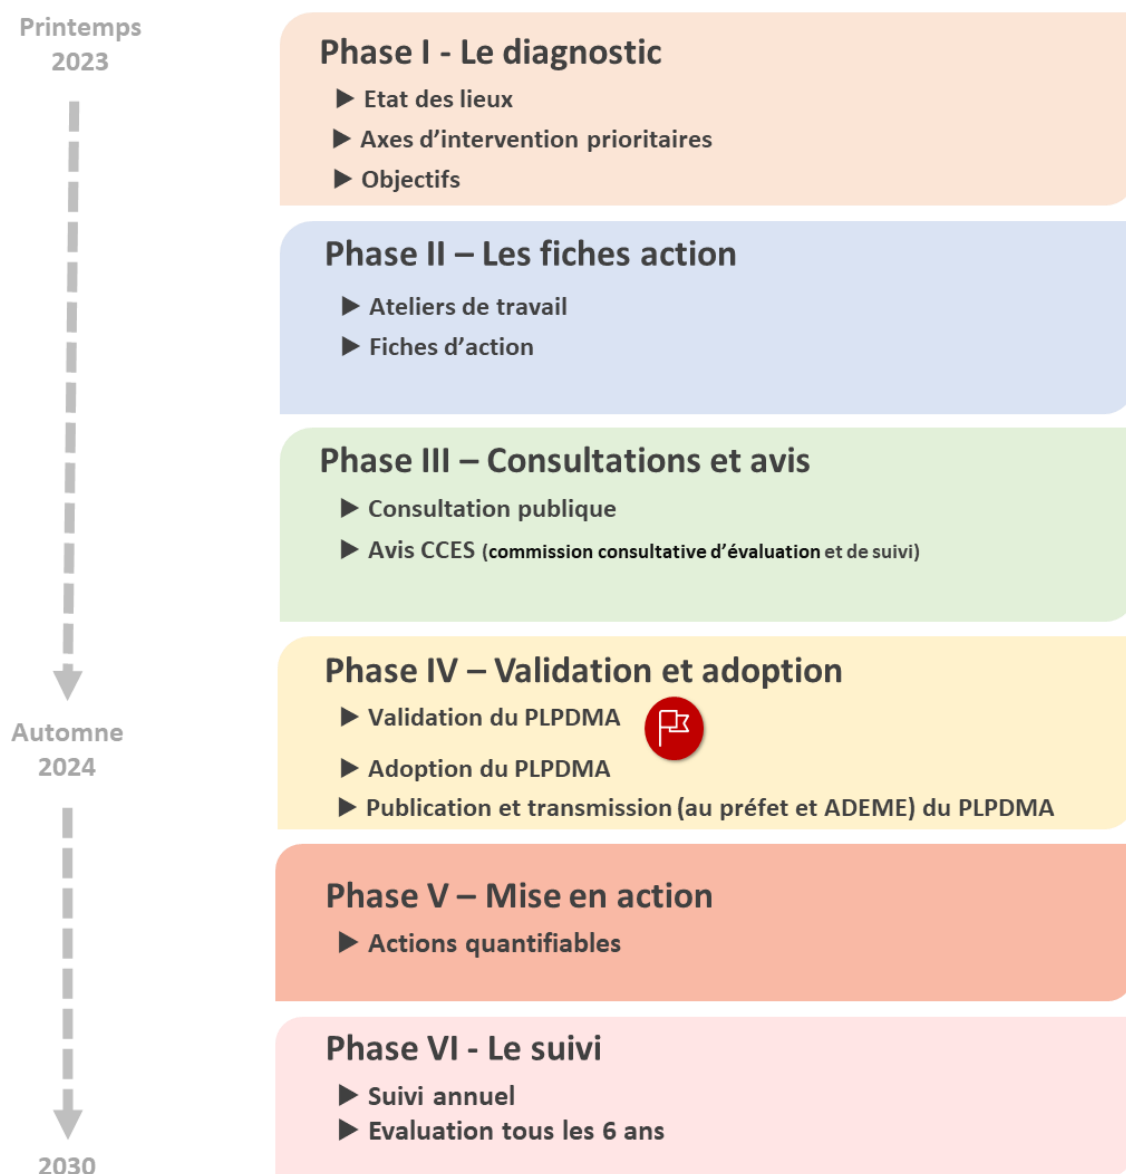 Printemps
2023
Phase I - Le diagnostic
Etat des lieux
Axes d'intervention prioritaires
Objectifs
Phase II – Les fiches action
Ateliers de travail
Fiches d'action
Phase III – Consultations et avis
Consultation publique
Avis CCES (commission consultative d'évaluation et de suivi)
Phase IV – Validation et adoption
Validation du PLPDMA
Automne
2024
Adoption du PLPDMA
Publication et transmission (au préfet et ADEME) du PLPDMA
Phase V – Mise en action
Actions quantifiables
Phase VI - Le suivi
Suivi annuel
Evaluation tous les 6 ans
2030